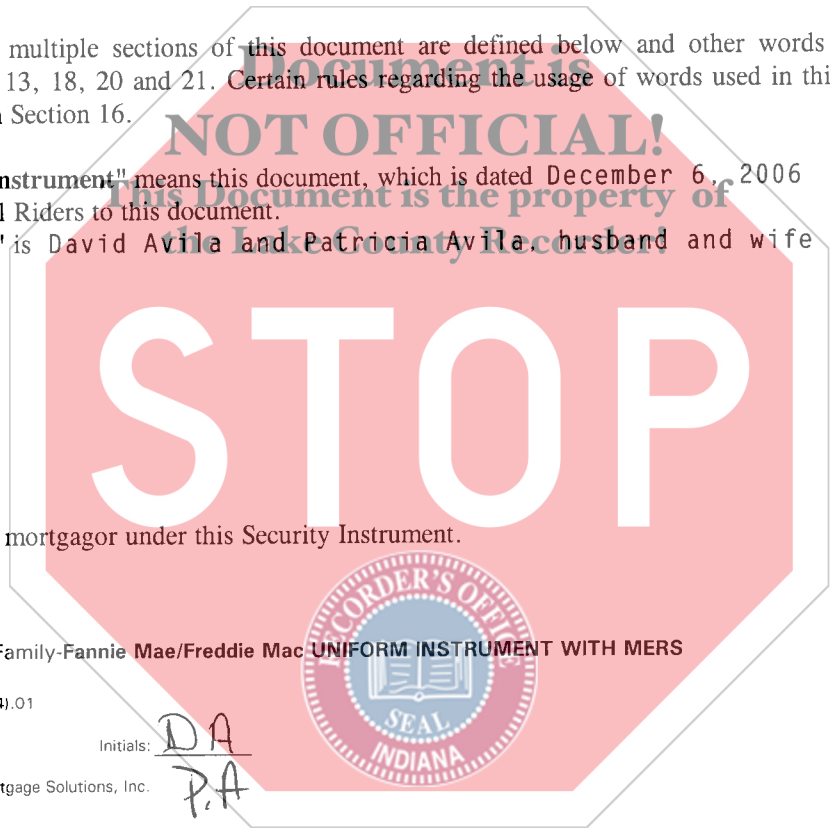 multiple sections of this document are defined below and other words
Document is
13, 18, 20 and 21. Certain rules regarding the usage of words used in thi
Section 16.
NOT OFFICIAL!
nstrument" means this document, which is dated December 6, 2006
This Document is the property of
l Riders to this document.
" is David Avila and Patricia Avila, husband and wife
the Lake County Recorder!
STOP
mortgagor under this Security Instrument.
RECORDER'S OFFICE
Family-Fannie Mae/Freddie Mac UNIFORM INSTRUMENT WITH MERS
4).01
SEAL
INDIANA
Initials: DA
tgage Solutions, Inc. P.A